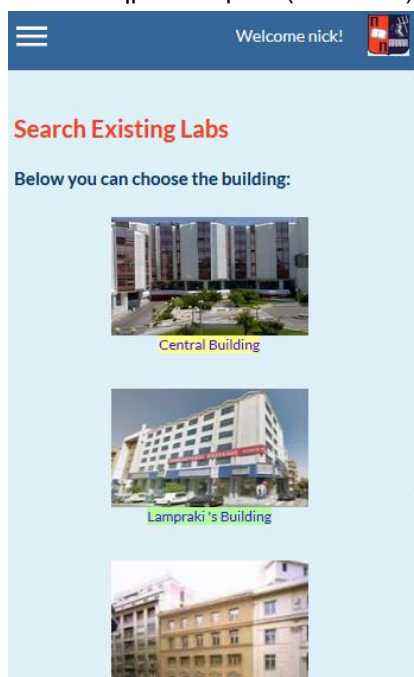 Welcome nick!
Search Existing Labs
Below you can choose the building:
Central Building
Lampraki 's Building